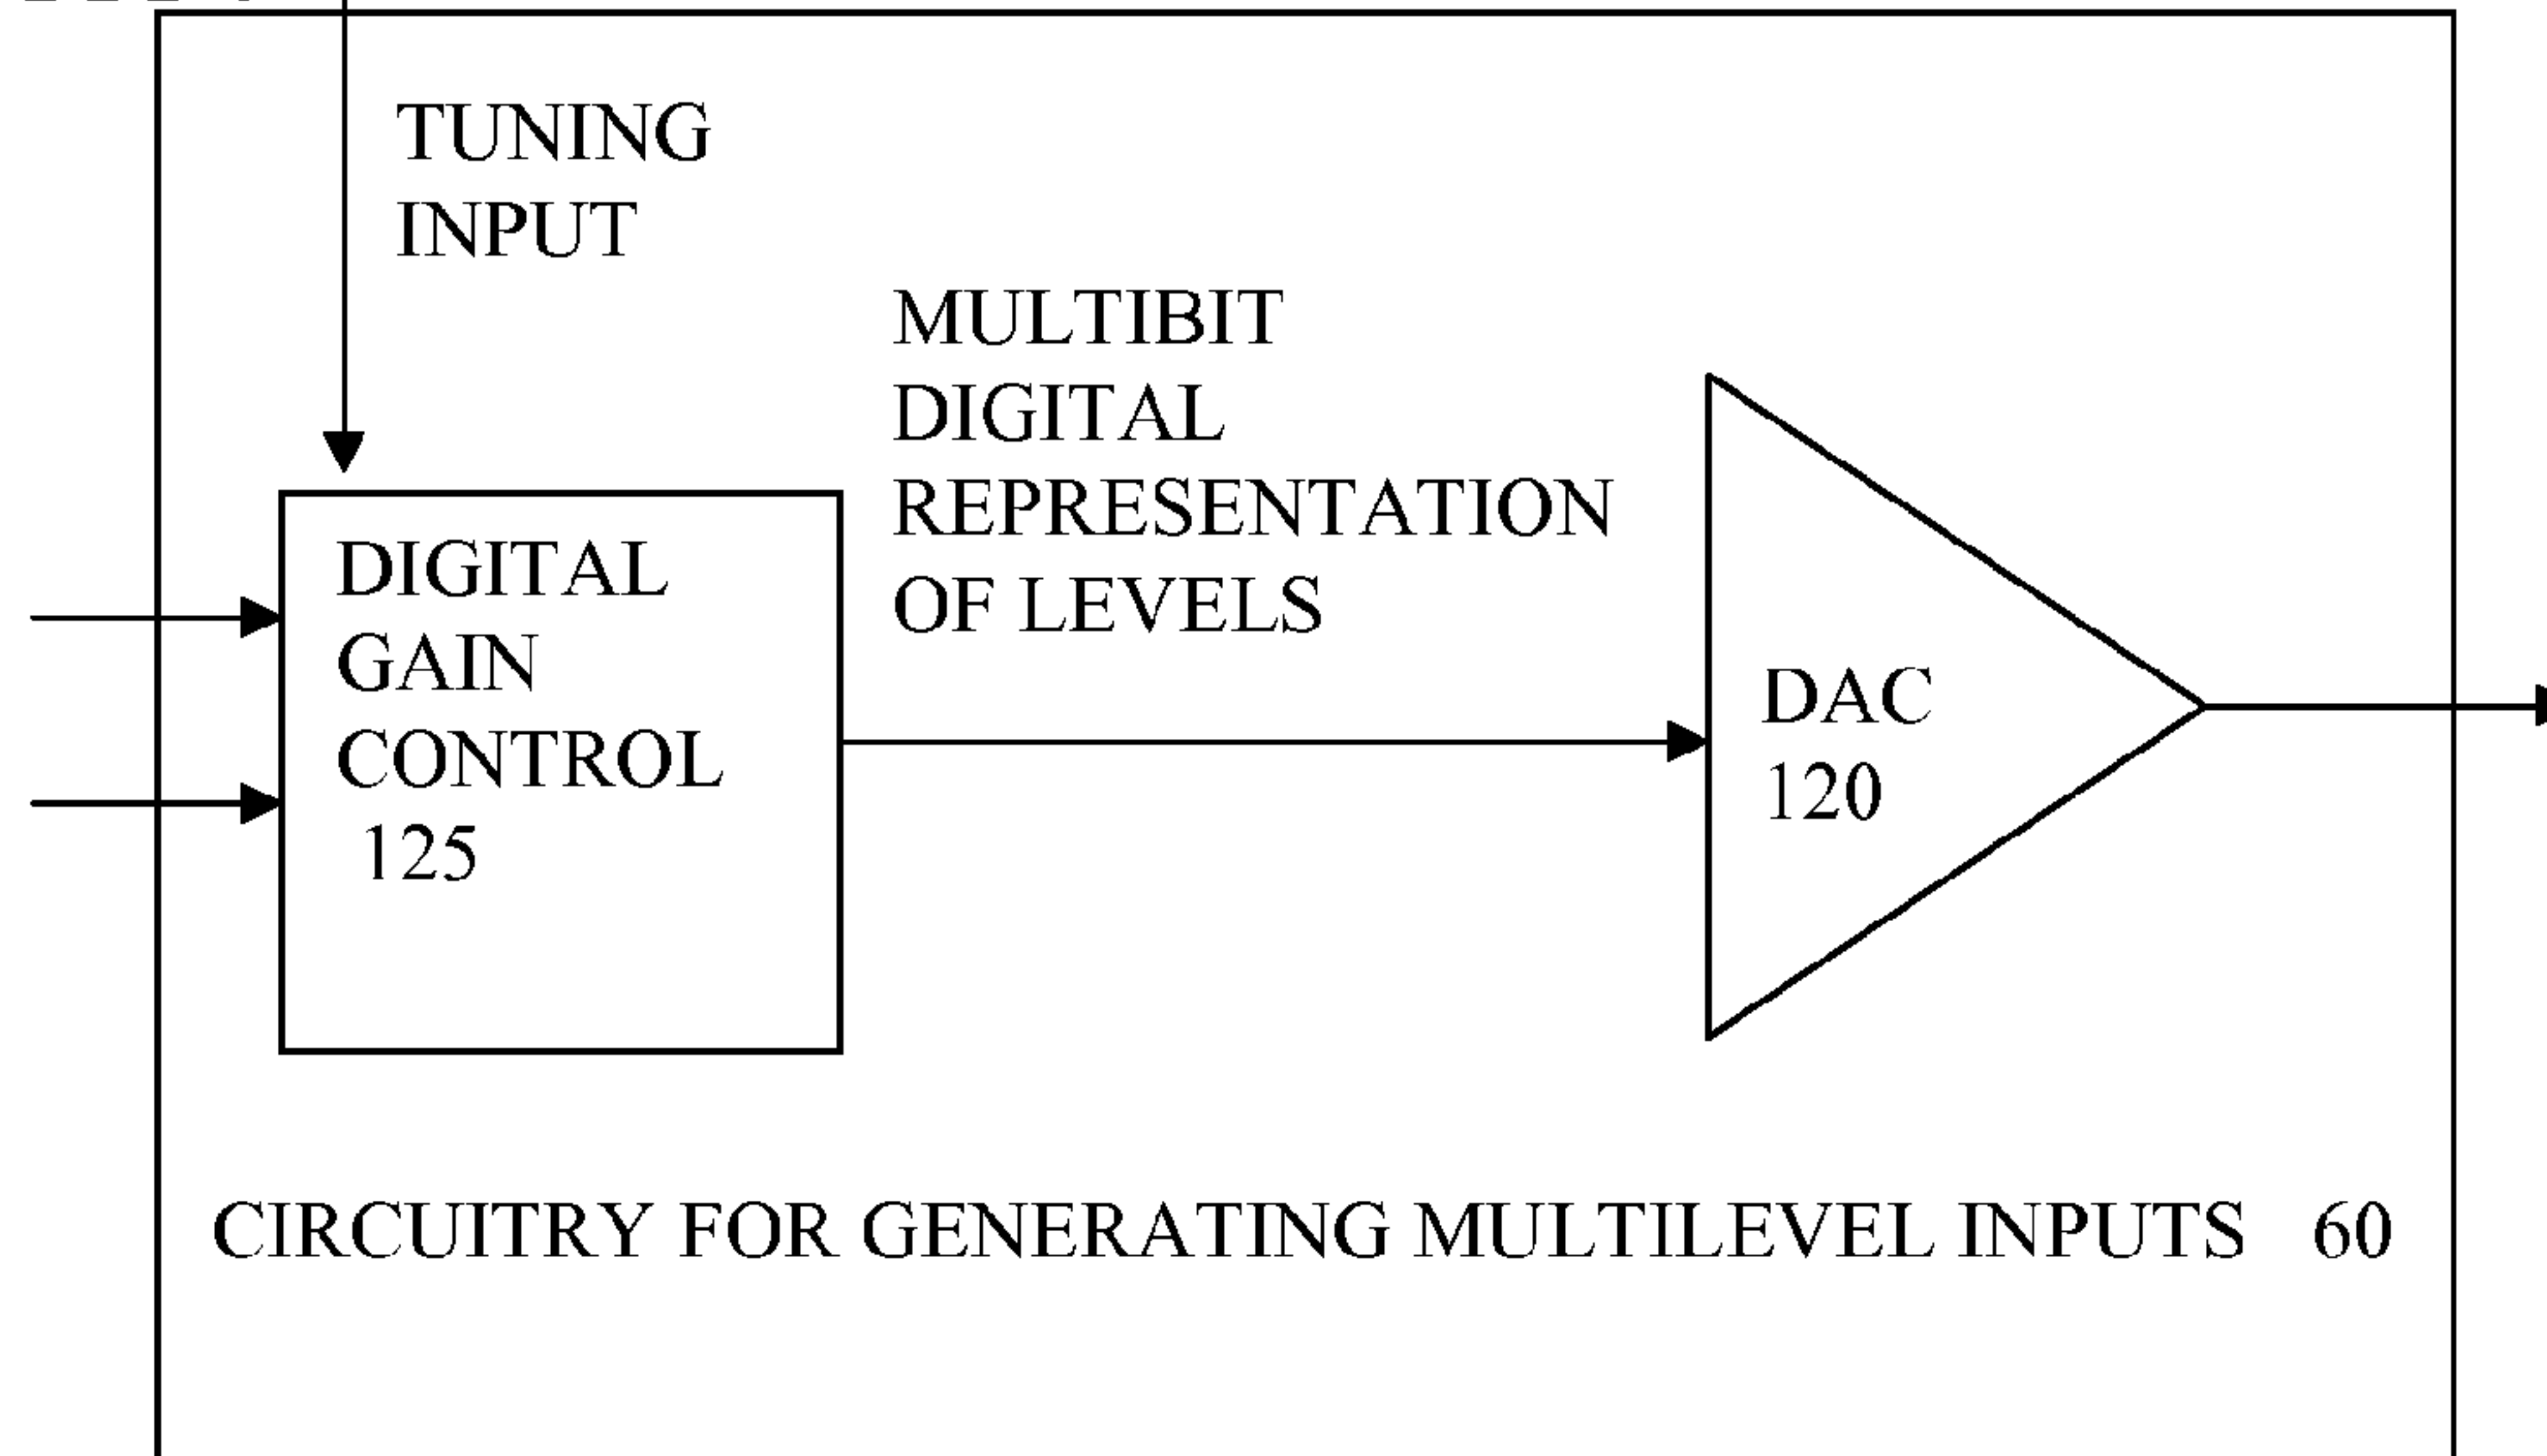 TUNING
INPUT
MULTIBIT
DIGITAL
REPRESENTATION
OF LEVELS
DIGITAL
GAIN
CONTROL
125
DAC
120
CIRCUITRY FOR GENERATING MULTILEVEL INPUTS 60